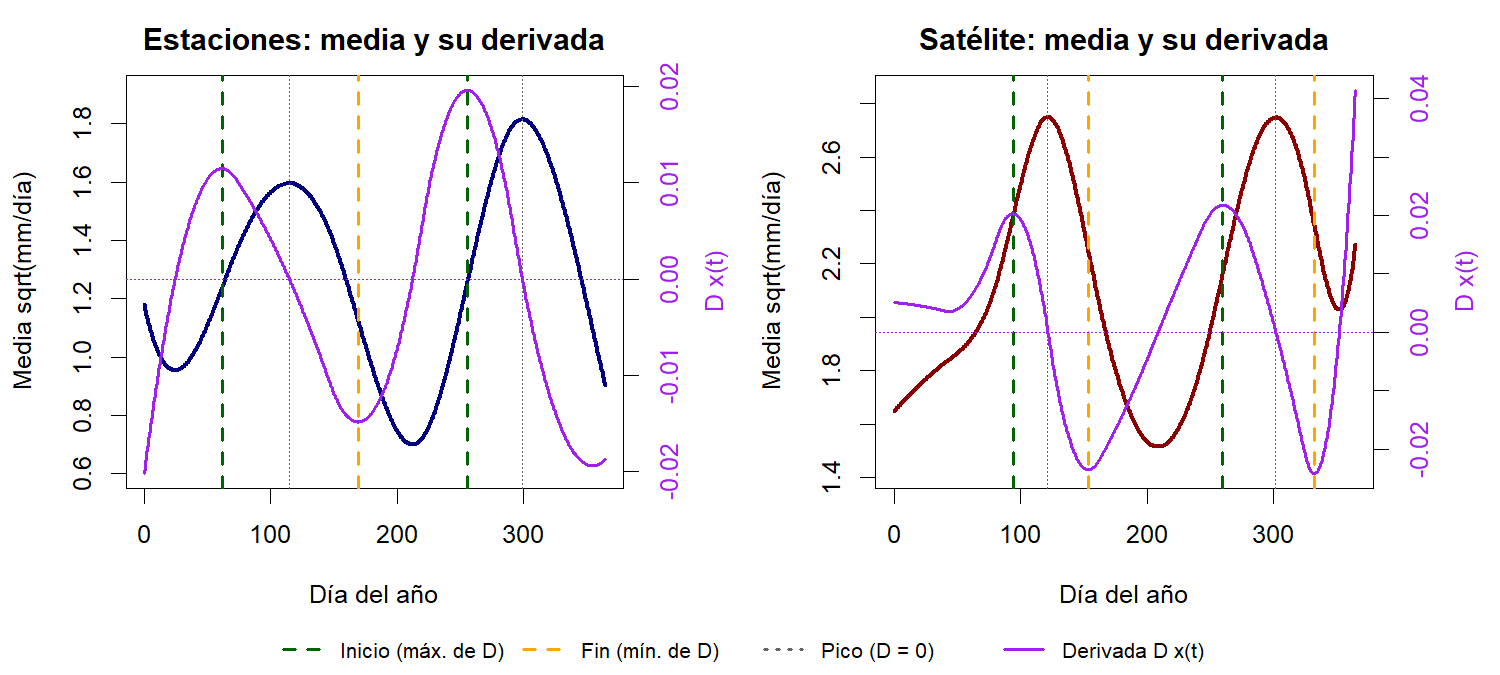 Estaciones: media y su derivada
Media sqrt(mm/día)
0.6 0.8 1.0 1.2 1.4 1.6 1.8
0 100 200 300
Día del año
-0.02 -0.01 0.00 0.01 0.02
D x(t)
Satélite: media y su derivada
Media sqrt(mm/día)
1.4 1.8 2.2 2.6
0 100 200 300
Día del año
-0.02 0.00 0.02 0.04
D x(t)
Inicio (máx. de D) Fin (mín. de D) Pico (D = 0) Derivada D x(t)